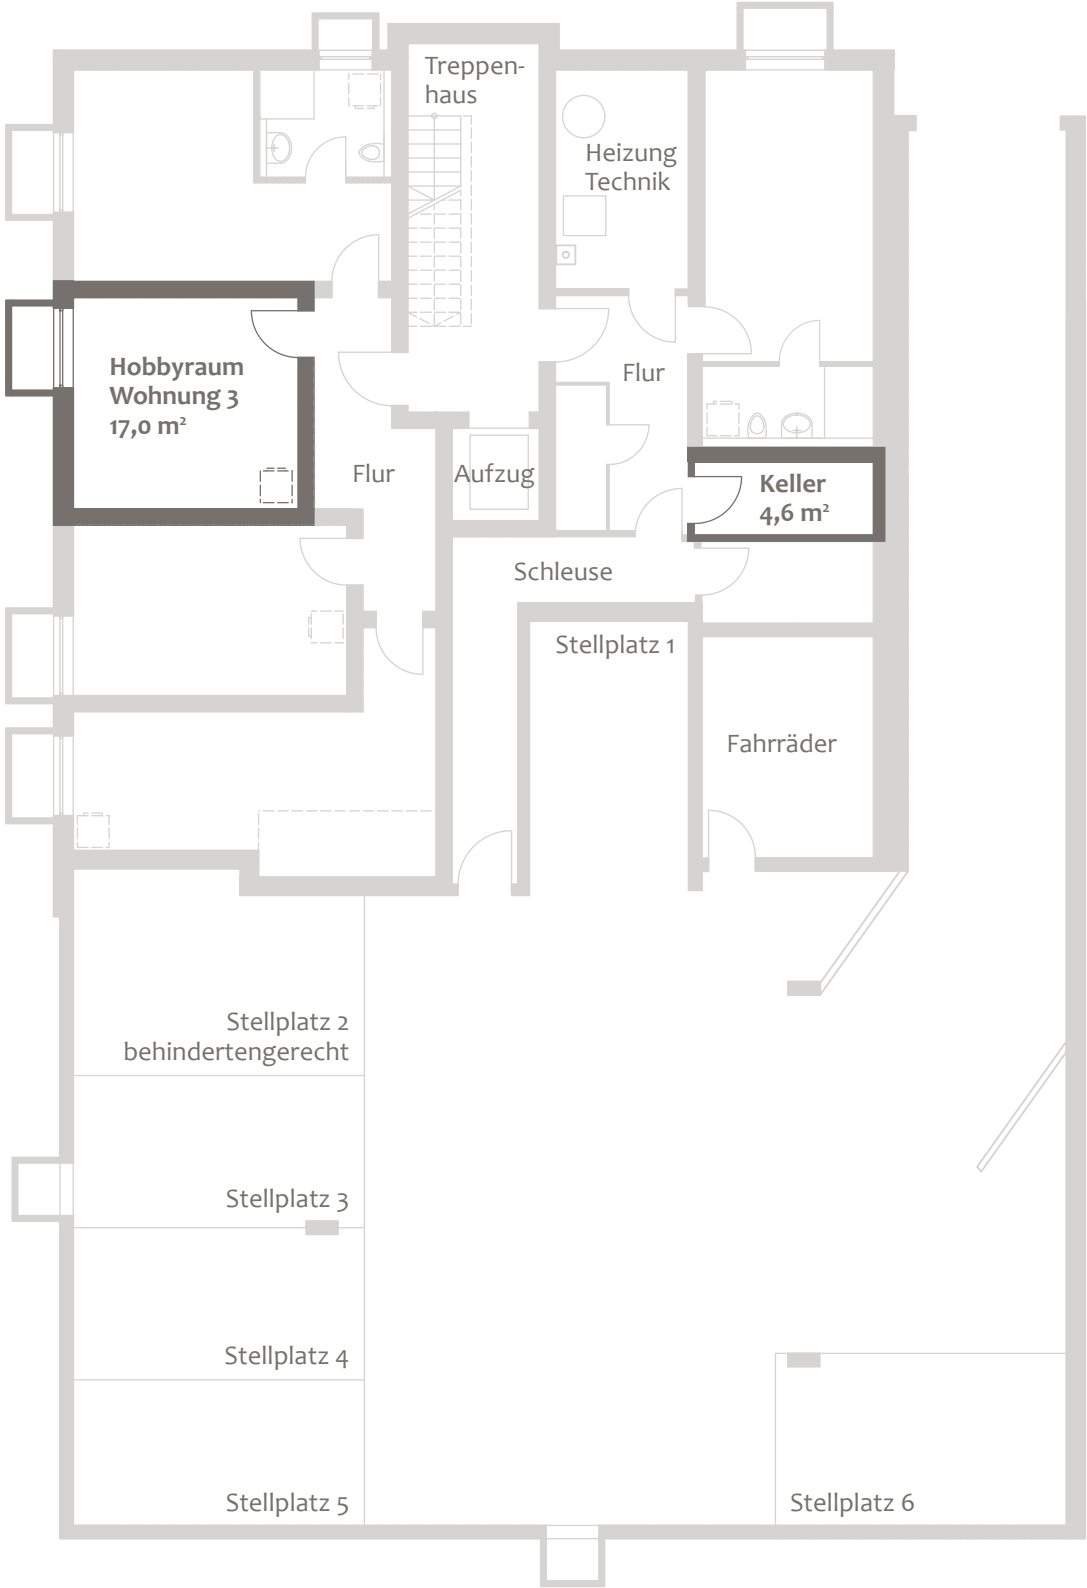 Treppen-
haus
Heizung
Technik
Hobbyraum
Wohnung 3
17,0 m²
Flur
Flur
Aufzug
Keller
4,6 m²
Schleuse
Stellplatz 1
Fahrräder
Stellplatz 2
behindertengerecht
Stellplatz 3
Stellplatz 4
Stellplatz 5
Stellplatz 6